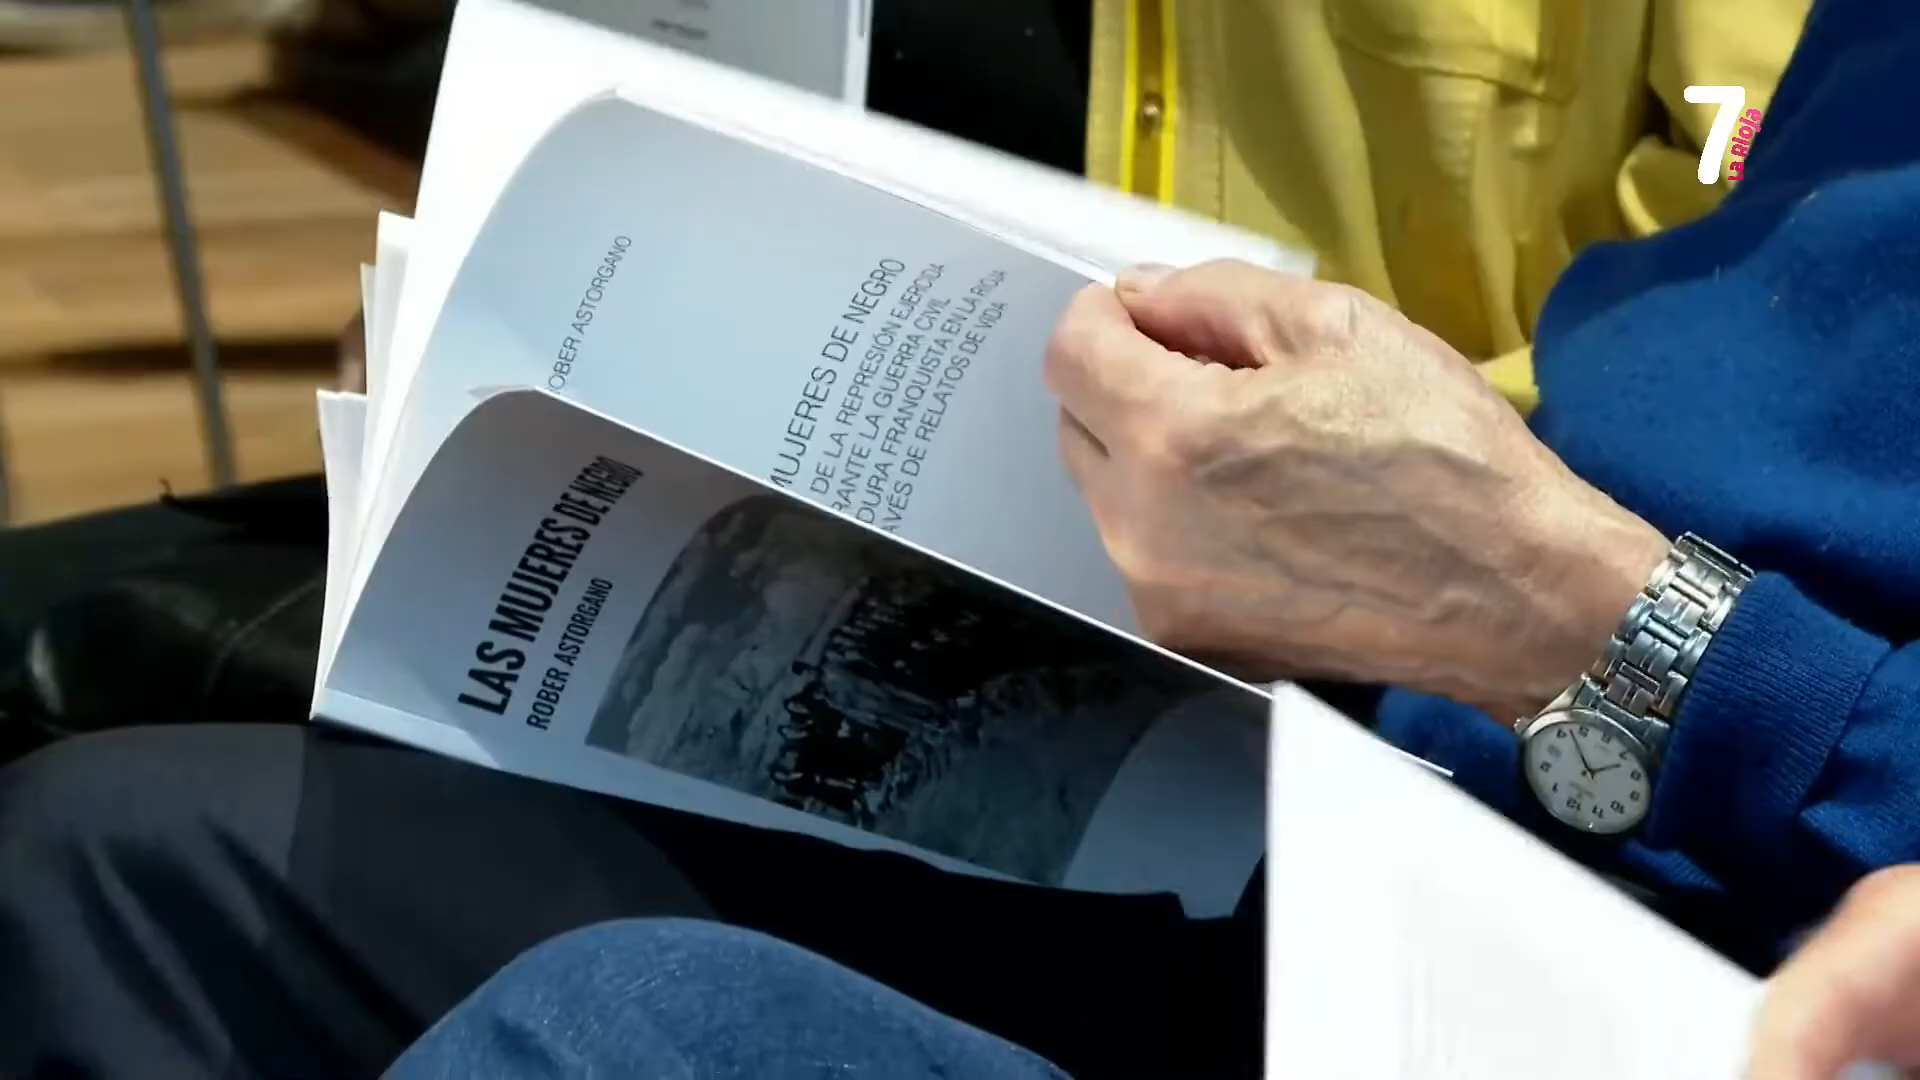 7
La Rioja
OBER ASTORGANO
MUJERES DE NEGRO
DE LA REPRESIÓN EJERCIDA
RANTE LA GUERRA CIVIL
DURA FRANQUISTA EN LA RIOJA
AVÉS DE RELATOS DE VIDA
LAS MUJERES DE NEGRO
ROBER ASTORGANO